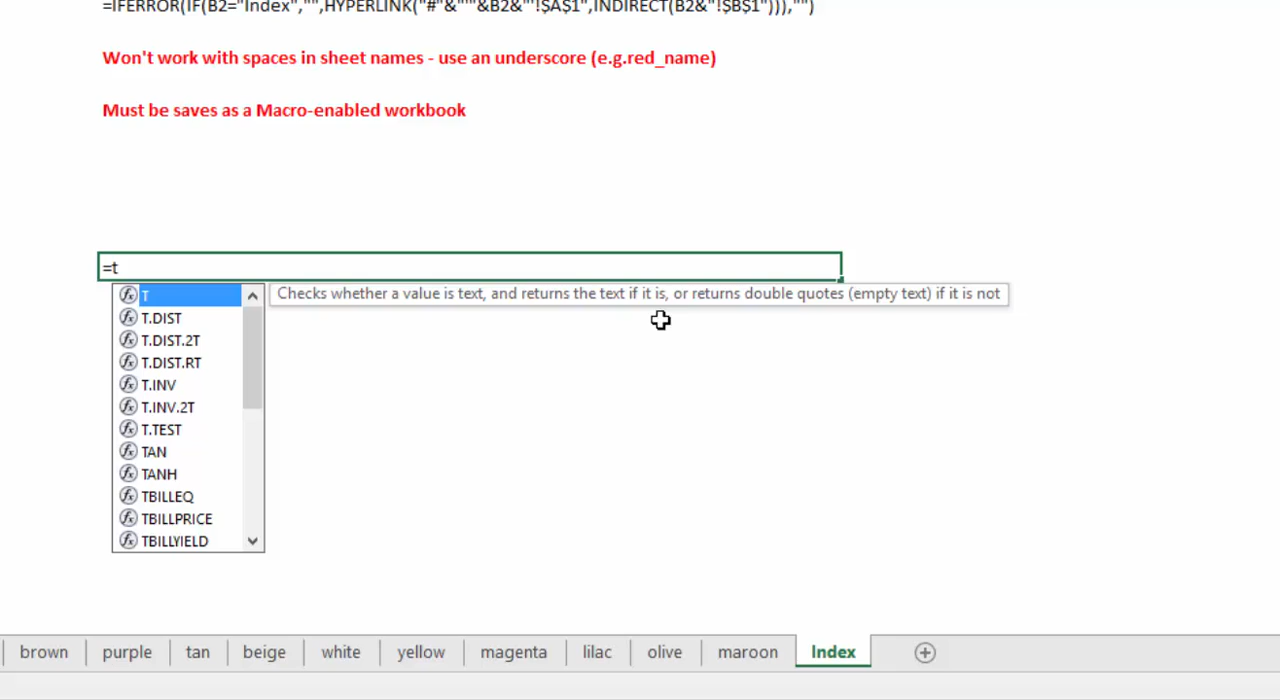 =IFERROR(IF(B2="Index","",HYPERLINK("#"&"'"&B2&"'!$A$1",INDIRECT(B2&"!$B$1"))),"")
Won't work with spaces in sheet names - use an underscore (e.g.red_name)
Must be saves as a Macro-enabled workbook
=t
T
Checks whether a value is text, and returns the text if it is, or returns double quotes (empty text) if it is not
T.DIST
T.DIST.2T
T.DIST.RT
T.INV
T.INV.2T
T.TEST
TAN
TANH
TBILLEQ
TBILLPRICE
TBILLYIELD
brown purple tan beige white yellow magenta lilac olive maroon Index